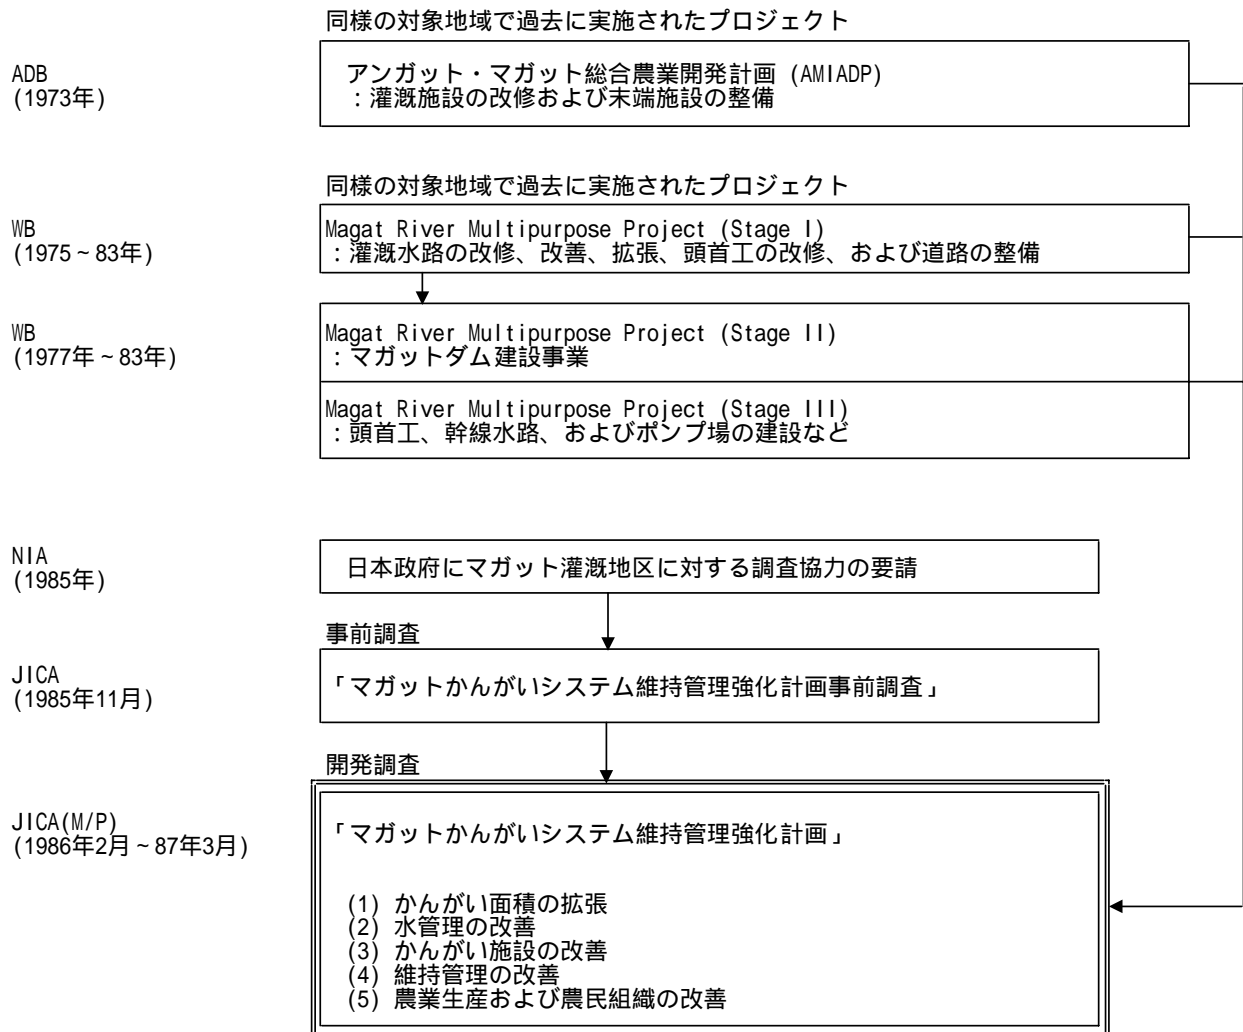 同様の対象地域で過去に実施されたプロジェクト
ADB
(1973年)
アンガット・マガット総合農業開発計画 (AMIADP)
：灌漑施設の改修および末端施設の整備
同様の対象地域で過去に実施されたプロジェクト
WB
(1975～83年)
Magat River Multipurpose Project (Stage I)
：灌漑水路の改修、改善、拡張、頭首工の改修、および道路の整備
WB
(1977年～83年)
Magat River Multipurpose Project (Stage II)
：マガットダム建設事業
Magat River Multipurpose Project (Stage III)
：頭首工、幹線水路、およびポンプ場の建設など
NIA
(1985年)
日本政府にマガット灌漑地区に対する調査協力の要請
事前調査
JICA
(1985年11月)
「マガットかんがいシステム維持管理強化計画事前調査」
開発調査
JICA(M/P)
(1986年2月～87年3月)
「マガットかんがいシステム維持管理強化計画」
(1) かんがい面積の拡張
(2) 水管理の改善
(3) かんがい施設の改善
(4) 維持管理の改善
(5) 農業生産および農民組織の改善